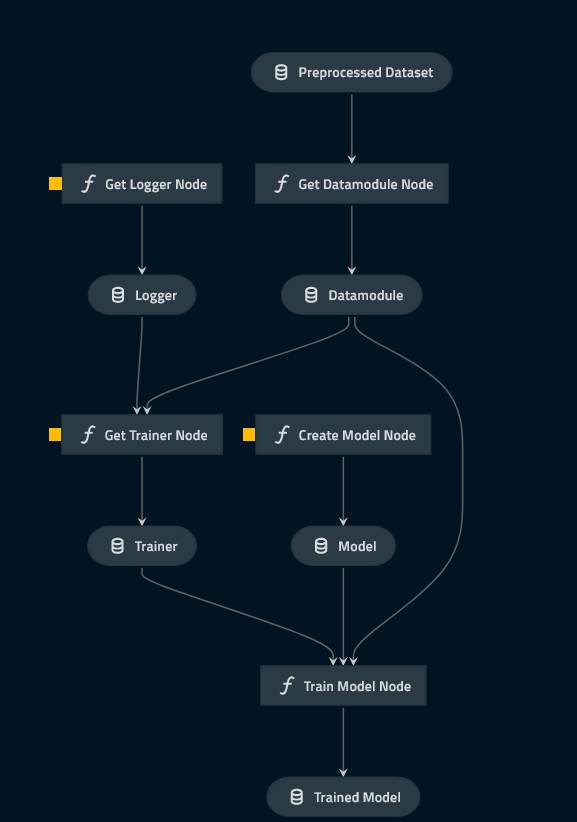 Preprocessed Dataset
Get Logger Node
Get Datamodule Node
Logger
Datamodule
Get Trainer Node
Create Model Node
Trainer
Model
Train Model Node
Trained Model